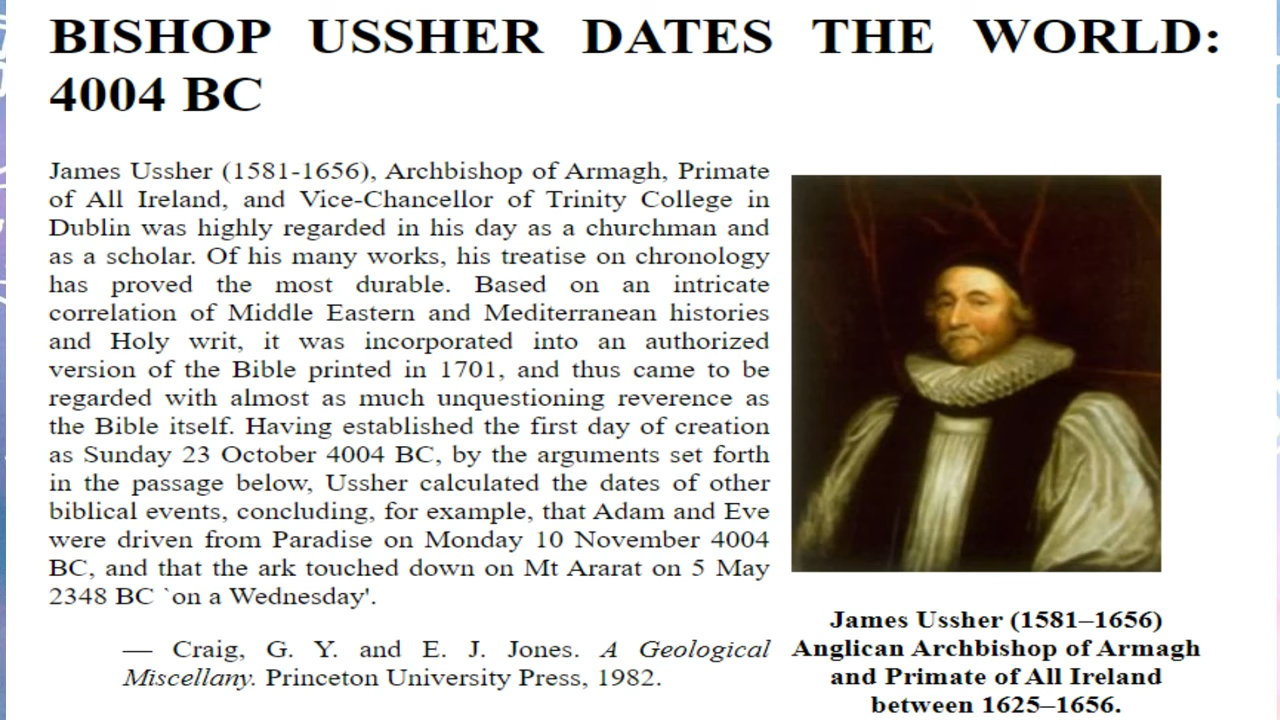 BISHOP USSHER DATES THE WORLD:
4004 BC
James Ussher (1581-1656), Archbishop of Armagh, Primate
of All Ireland, and Vice-Chancellor of Trinity College in
Dublin was highly regarded in his day as a churchman and
as a scholar. Of his many works, his treatise on chronology
has proved the most durable. Based on an intricate
correlation of Middle Eastern and Mediterranean histories
and Holy writ, it was incorporated into an authorized
version of the Bible printed in 1701, and thus came to be
regarded with almost as much unquestioning reverence as
the Bible itself. Having established the first day of creation
as Sunday 23 October 4004 BC, by the arguments set forth
in the passage below, Ussher calculated the dates of other
biblical events, concluding, for example, that Adam and Eve
were driven from Paradise on Monday 10 November 4004
BC, and that the ark touched down on Mt Ararat on 5 May
2348 BC `on a Wednesday'.
— Craig, G. Y. and E. J. Jones. A Geological
Miscellany. Princeton University Press, 1982.
James Ussher (1581–1656)
Anglican Archbishop of Armagh
and Primate of All Ireland
between 1625–1656.